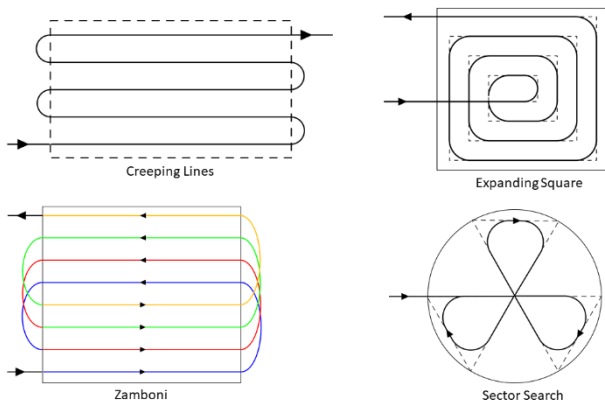 Creeping Lines
Expanding Square
Zamboni
Sector Search